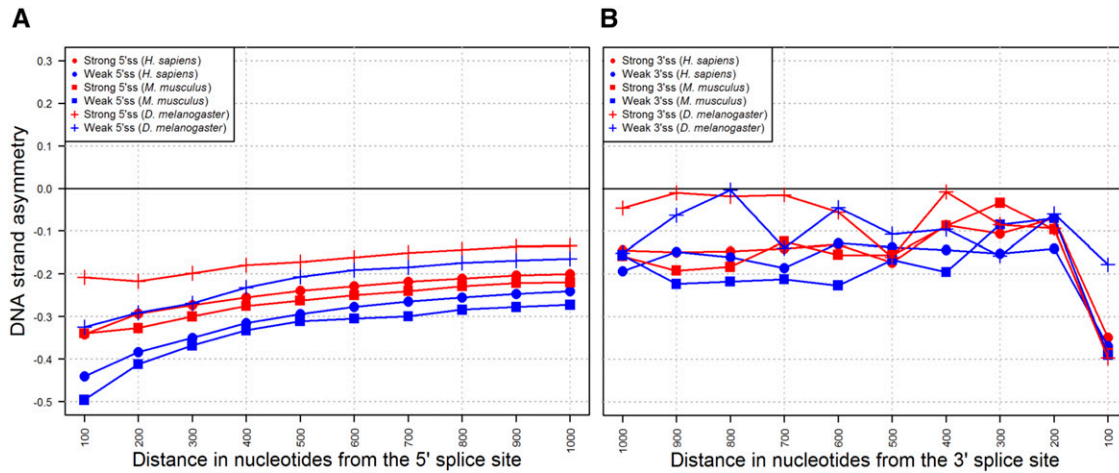 A
DNA strand asymmetry
0.3
0.2
0.1
0.0
-0.1
-0.2
-0.3
-0.4
-0.5
Strong 5'ss (H. sapiens)
Weak 5'ss (H. sapiens)
Strong 5'ss (M. musculus)
Weak 5'ss (M. musculus)
Strong 5'ss (D. melanogaster)
Weak 5'ss (D. melanogaster)
100
200
300
400
500
600
700
800
900
1000
Distance in nucleotides from the 5' splice site
B
Strong 3'ss (H. sapiens)
Weak 3'ss (H. sapiens)
Strong 3'ss (M. musculus)
Weak 3'ss (M. musculus)
Strong 3'ss (D. melanogaster)
Weak 3'ss (D. melanogaster)
1000
900
800
700
600
500
400
300
200
100
Distance in nucleotides from the 3' splice site